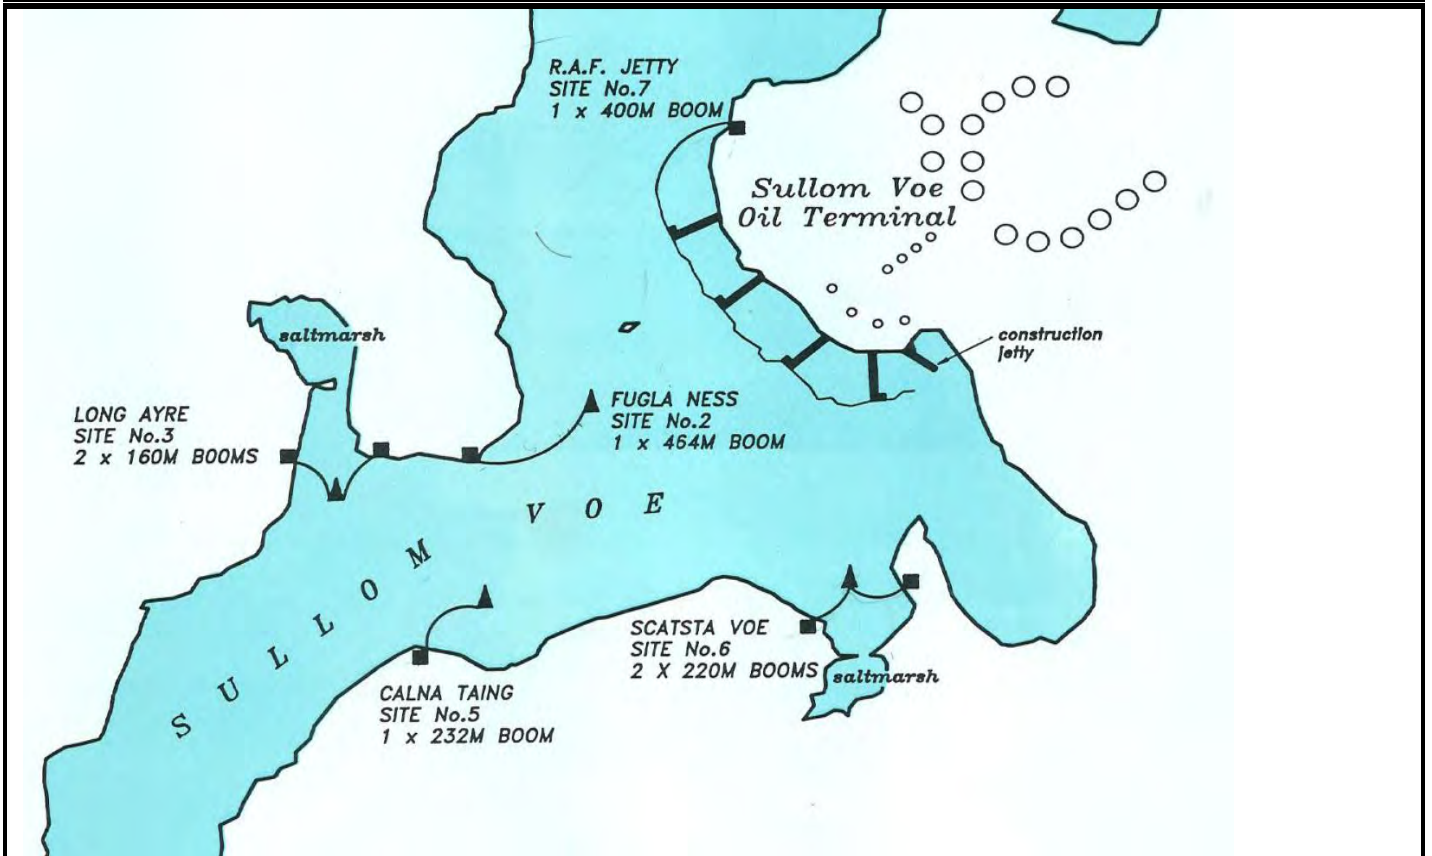 R.A.F. JETTY
SITE No.7
1 x 400M BOOM
Sullom Voe
Oil Terminal
saltmarsh
construction
jetty
LONG AYRE
SITE No.3
2 x 160M BOOMS
FUGLA NESS
SITE No.2
1 x 464M BOOM
SULLOM VOE
SCATSTA VOE
SITE No.6
2 X 220M BOOMS
saltmarsh
CALNA TAING
SITE No.5
1 x 232M BOOM